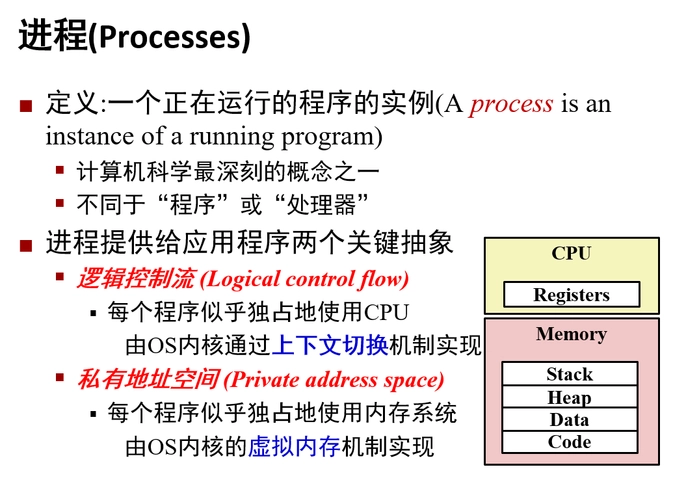 进程(Processes)
■ 定义:一个正在运行的程序的实例(A process is an
instance of a running program)
▪ 计算机科学最深刻的概念之一
▪ 不同于“程序”或“处理器”
■ 进程提供给应用程序两个关键抽象
▪ 逻辑控制流 (Logical control flow)
▪ 每个程序似乎独占地使用CPU
由OS内核通过上下文切换机制实现
▪ 私有地址空间 (Private address space)
▪ 每个程序似乎独占地使用内存系统
由OS内核的虚拟内存机制实现
CPU
Registers
Memory
Stack
Heap
Data
Code